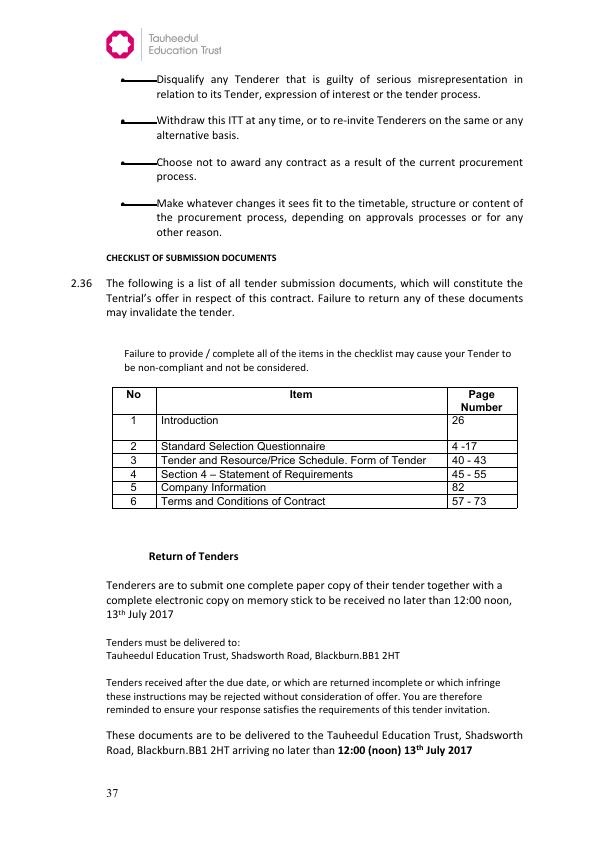 Tauheedul
Education Trust
Disqualify any Tenderer that is guilty of serious misrepresentation in
relation to its Tender, expression of interest or the tender process.
Withdraw this ITT at any time, or to re-invite Tenderers on the same or any
alternative basis.
Choose not to award any contract as a result of the current procurement
process.
Make whatever changes it sees fit to the timetable, structure or content of
the procurement process, depending on approvals processes or for any
other reason.
CHECKLIST OF SUBMISSION DOCUMENTS
2.36 The following is a list of all tender submission documents, which will constitute the
Tentrial's offer in respect of this contract. Failure to return any of these documents
may invalidate the tender.
Failure to provide / complete all of the items in the checklist may cause your Tender to
be non-compliant and not be considered.
No Item Page
Number
1 Introduction 26
2 Standard Selection Questionnaire 4 -17
3 Tender and Resource/Price Schedule. Form of Tender 40 - 43
4 Section 4 – Statement of Requirements 45 - 55
5 Company Information 82
6 Terms and Conditions of Contract 57 - 73
Return of Tenders
Tenderers are to submit one complete paper copy of their tender together with a
complete electronic copy on memory stick to be received no later than 12:00 noon,
13th July 2017
Tenders must be delivered to:
Tauheedul Education Trust, Shadsworth Road, Blackburn.BB1 2HT
Tenders received after the due date, or which are returned incomplete or which infringe
these instructions may be rejected without consideration of offer. You are therefore
reminded to ensure your response satisfies the requirements of this tender invitation.
These documents are to be delivered to the Tauheedul Education Trust, Shadsworth
Road, Blackburn.BB1 2HT arriving no later than 12:00 (noon) 13th July 2017
37